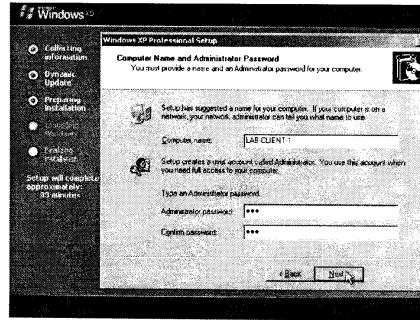 Windows XP
Collecting
information
Dynamic
Update
Preparing
installation
Installing
Windows
Finalizing
installation
Setup will complete
approximately:
33 minutes
Windows XP Professional Setup
Computer Name and Administrator Password
You must provide a name and an Administrator password for your computer.
Setup has suggested a name for your computer. If your computer is on a
network, your network administrator can tell you what name to use.
Computer name:
LAB-CLIENT-1
Setup creates a user account called Administrator. You use this account when
you need full access to your computer.
Type an Administrator password.
Administrator password:
•••
Confirm password:
•••
< Back
Next >